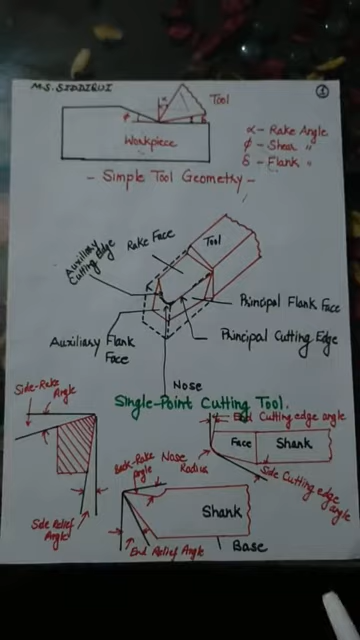 M.S. SIDDIQUI
1
α
Tool
ϕ
Workpiece
α - Rake Angle
ϕ - Shear "
δ - Flank "
- Simple Tool Geometry -
Auxiliary Cutting Edge
Rake Face
Tool
Principal Flank Face
Principal Cutting Edge
Auxiliary Flank Face
Nose
Single-Point Cutting Tool.
Side-Rake Angle
Side Relief Angle
End Cutting edge angle
Nose Radius
Face
Shank
Side Cutting edge angle
Back-Rake angle
Shank
End Relief Angle
Base